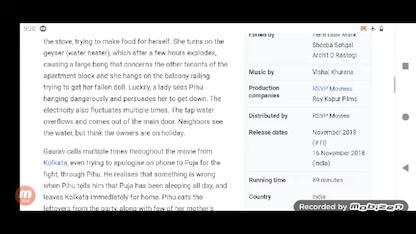 9:20
the stove, trying to make food for herself. She turns on
the geyser (water heater), which after a few hours explodes,
causing a large bang that concerns the other tenants of the
apartment block and she hangs on the balcony railing
trying to get her fallen doll. Luckily, a lady sees Pihu
hanging dangerously and persuades her to get down. The
electricity also fluctuates multiple times. The tap water
overflows and comes out of the main door. Neighbors see
the water, but think the owners are on holiday.
Gaurav calls multiple times throughout the movie from
Kolkata, even trying to apologise on phone to Puja for the
fight, through Pihu. He realises that something is wrong
when Pihu tells him that Puja has been sleeping all day, and
leaves Kolkata immediately for home. Pihu eats the
leftovers from the party, along with few of her mother's
Edited by
Sheeba Sehgal
Archit D Rastogi
Music by
Vishal Khurana
Production
companies
RSVP Movies
Roy Kapur Films
Distributed by
RSVP Movies
Release dates
November 2018
16 November 2018
(India)
Running time
89 minutes
Country
India
Recorded by
MOBIZEN